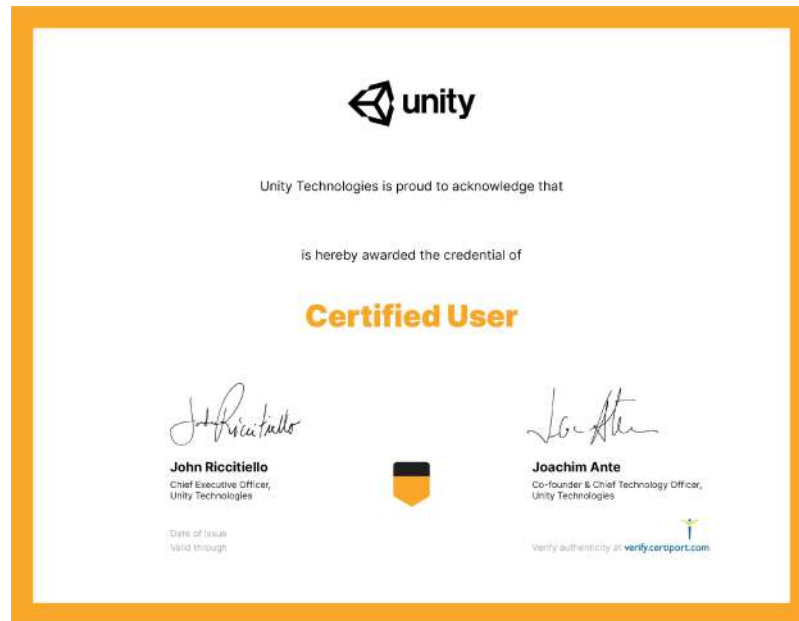 unity
Unity Technologies is proud to acknowledge that
is hereby awarded the credential of
Certified User
John Riccitiello
John Riccitiello
Chief Executive Officer,
Unity Technologies
Date of Issue
Valid through
Joachim Ante
Co-founder & Chief Technology Officer,
Unity Technologies
Verify authenticity at verify.certiport.com